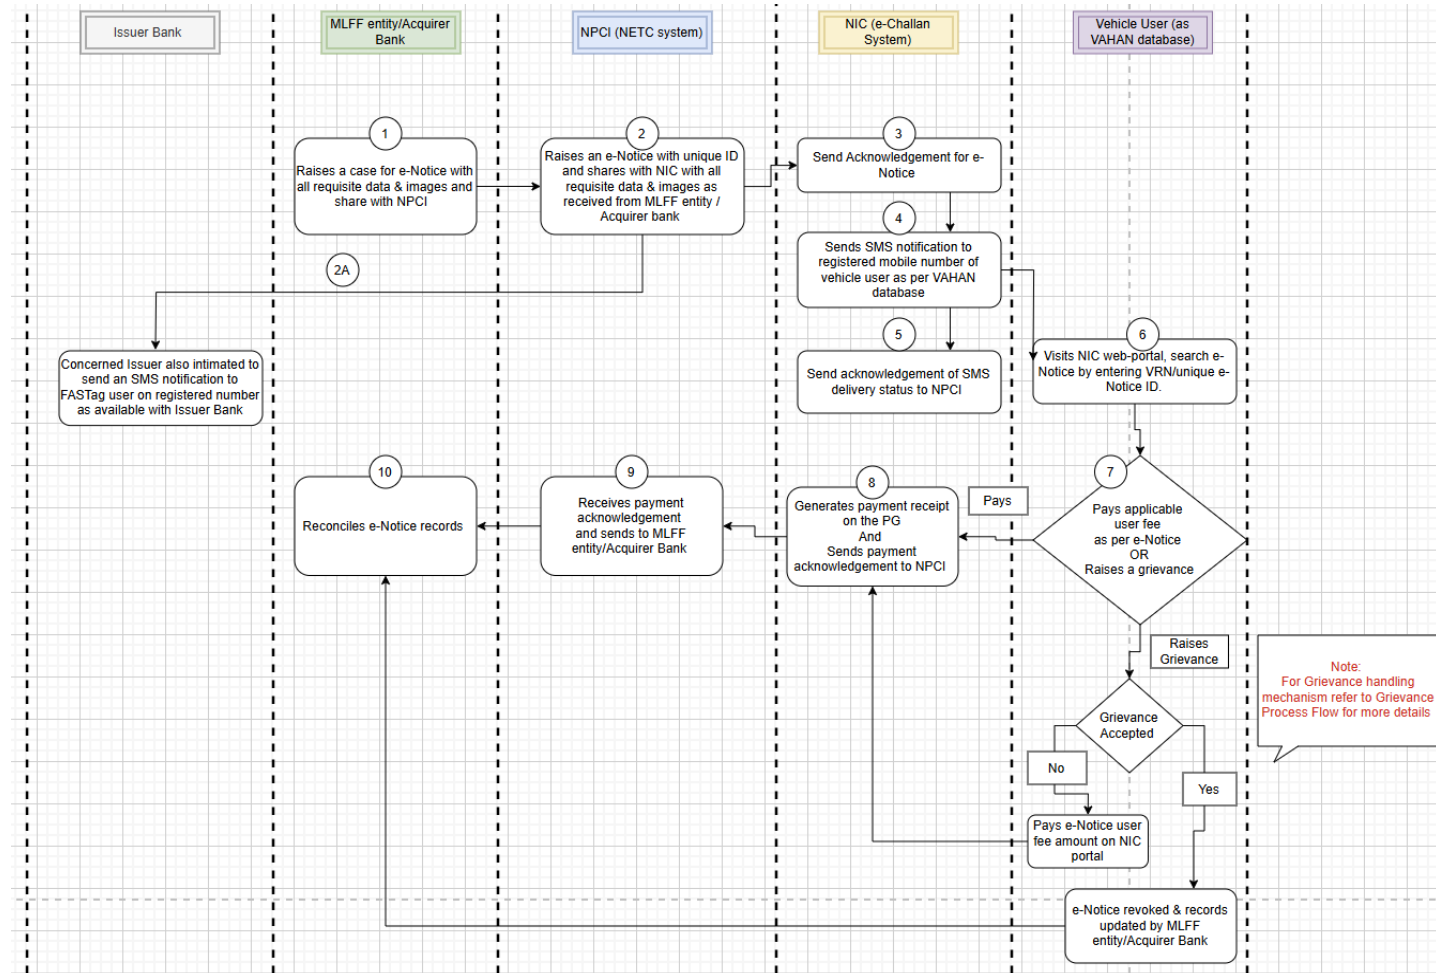 Issuer Bank
MLFF entity/Acquirer
Bank
NPCI (NETC system)
NIC (e-Challan
System)
Vehicle User (as
VAHAN database)
1
Raises a case for e-Notice with
all requisite data & images and
share with NPCI
2
Raises an e-Notice with unique ID
and shares with NIC with all
requisite data & images as
received from MLFF entity /
Acquirer bank
3
Send Acknowledgement for e-
Notice
4
Sends SMS notification to
registered mobile number of
vehicle user as per VAHAN
database
2A
Concerned Issuer also intimated to
send an SMS notification to
FASTag user on registered number
as available with Issuer Bank
5
Send acknowledgement of SMS
delivery status to NPCI
6
Visits NIC web-portal, search e-
Notice by entering VRN/unique e-
Notice ID.
7
Pays applicable
user fee
as per e-Notice
OR
Raises a grievance
Pays
8
Generates payment receipt
on the PG
And
Sends payment
acknowledgement to NPCI
9
Receives payment
acknowledgement
and sends to MLFF
entity/Acquirer Bank
10
Reconciles e-Notice records
Raises
Grievance
Grievance
Accepted
No
Yes
Pays e-Notice user
fee amount on NIC
portal
e-Notice revoked & records
updated by MLFF
entity/Acquirer Bank
Note:
For Grievance handling
mechanism refer to Grievance
Process Flow for more details